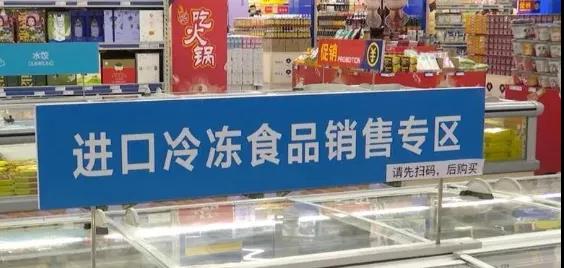 吃火锅
水饺
DUMPLING
促销
PROMOTION
进口冷冻食品销售专区
请先扫码，后购买